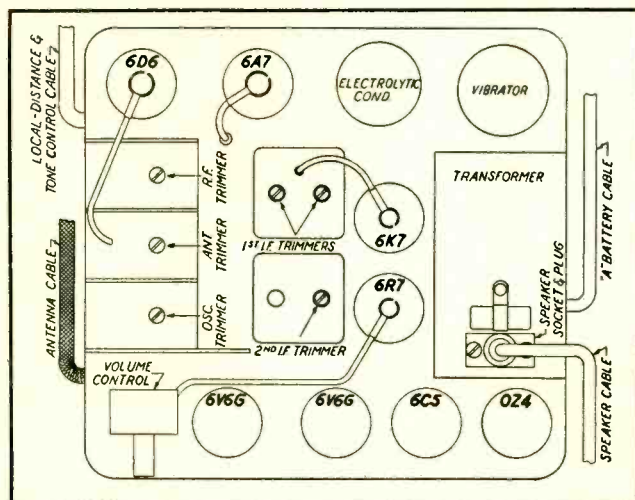 LOCAL-DISTANCE &
TONE CONTROL CABLE
6D6
6A7
ELECTROLYTIC
COND.
VIBRATOR
R.F.
TRIMMER
ANT.
TRIMMER
OSC.
TRIMMER
1ST I.F. TRIMMERS
6K7
TRANSFORMER
"A" BATTERY CABLE
ANTENNA CABLE
6R7
2ND I.F. TRIMMER
SPEAKER
SOCKET & PLUG
VOLUME
CONTROL
6V6G
6V6G
6C5
OZ4
SPEAKER CABLE